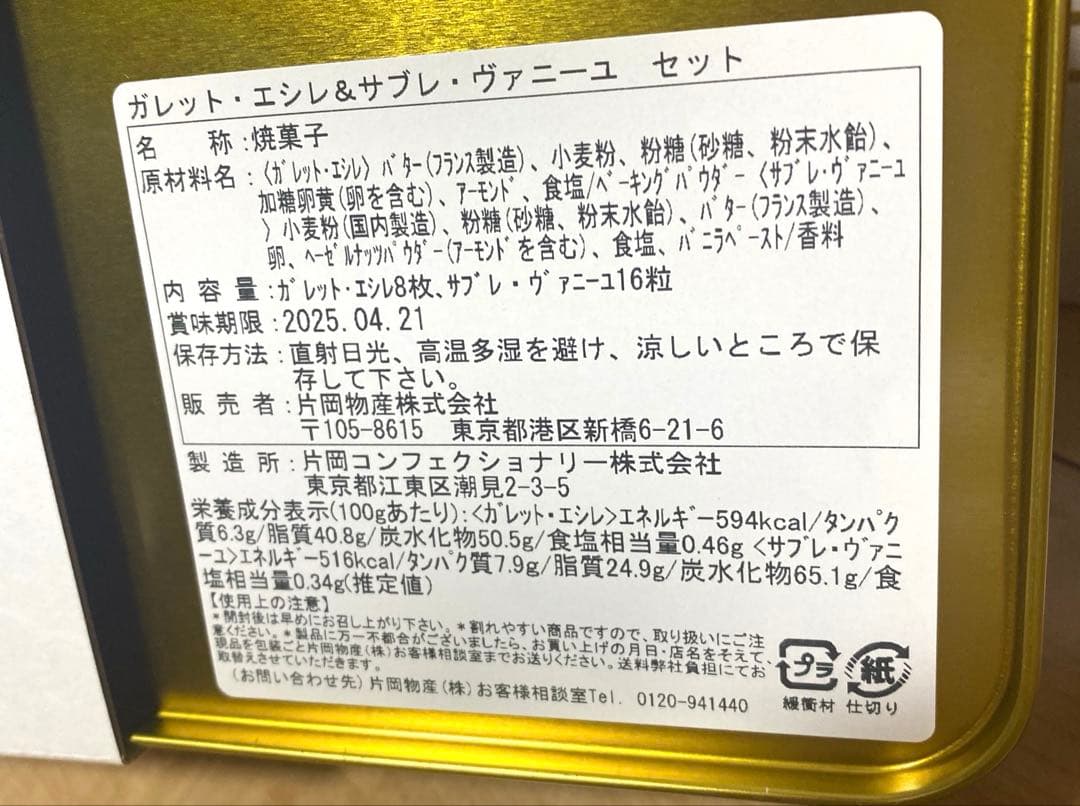 ガレット・エシレ&サブレ・ヴァニーユ　セット
名　　称:焼菓子
原材料名:〈ガレット・エシレ〉バター(フランス製造)、小麦粉、粉糖(砂糖、粉末水飴)、
加糖卵黄(卵を含む)、アーモンド、食塩/ベーキングパウダー〈サブレ・ヴァニーユ
〉小麦粉(国内製造)、粉糖(砂糖、粉末水飴)、バター(フランス製造)、
卵、ヘーゼルナッツパウダー(アーモンドを含む)、食塩、バニラペースト/香料
内 容 量:ガレット・エシレ8枚、サブレ・ヴァニーユ16粒
賞味期限:2025.04.21
保存方法:直射日光、高温多湿を避け、涼しいところで保
存して下さい。
販 売 者:片岡物産株式会社
〒105-8615　東京都港区新橋6-21-6
製 造 所:片岡コンフェクショナリー株式会社
東京都江東区潮見2-3-5
栄養成分表示(100gあたり):〈ガレット・エシレ〉エネルギー594kcal/タンパク
質6.3g/脂質40.8g/炭水化物50.5g/食塩相当量0.46g〈サブレ・ヴァニ
ーユ〉エネルギー516kcal/タンパク質7.9g/脂質24.9g/炭水化物65.1g/食
塩相当量0.34g(推定値)
【使用上の注意】
*開封後は早めにお召し上がり下さい。*割れやすい商品ですので、取り扱いにご注
意ください。*製品に万一不都合がございましたら、お買い上げの月日・店名をそえて、
現品を包装ごと片岡物産(株)お客様相談室までお送りください。送料弊社負担にてお
取替えさせていただきます。
(お問い合わせ先)片岡物産(株)お客様相談室Tel. 0120-941440
プラ 紙
緩衝材 仕切り